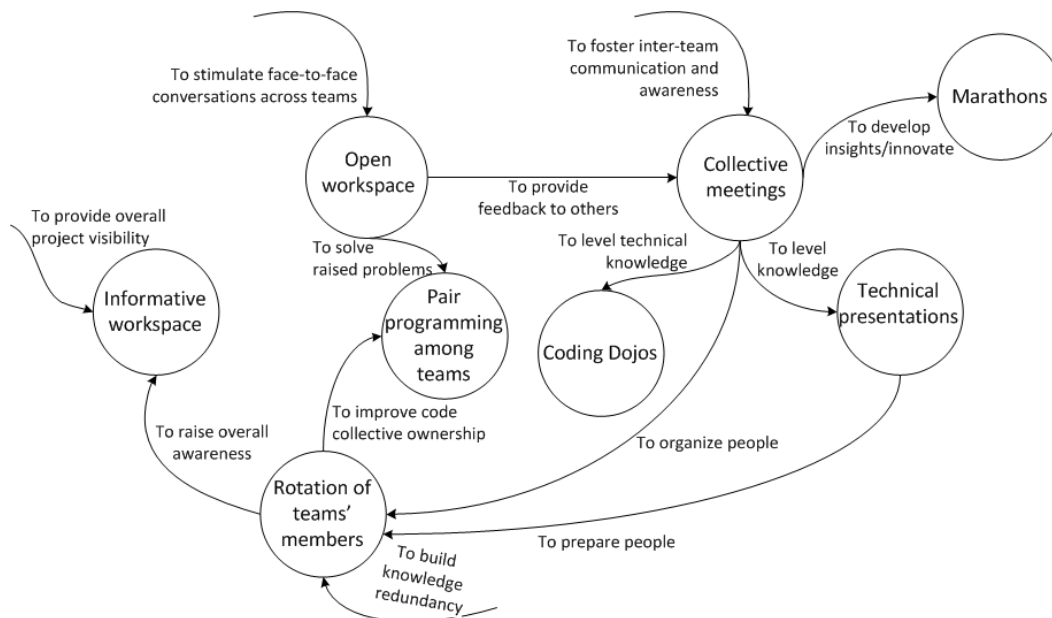 To stimulate face-to-face
conversations across teams
To foster inter-team
communication and
awareness
Marathons
To develop
insights/innovate
Open
workspace
Collective
meetings
To provide
feedback to others
To provide overall
project visibility
To solve
raised problems
To level technical
knowledge
To level
knowledge
Informative
workspace
Pair
programming
among
teams
Coding Dojos
Technical
presentations
To improve code
collective ownership
To raise overall
awareness
To organize people
Rotation of
teams’
members
To prepare people
To build
knowledge
redundancy